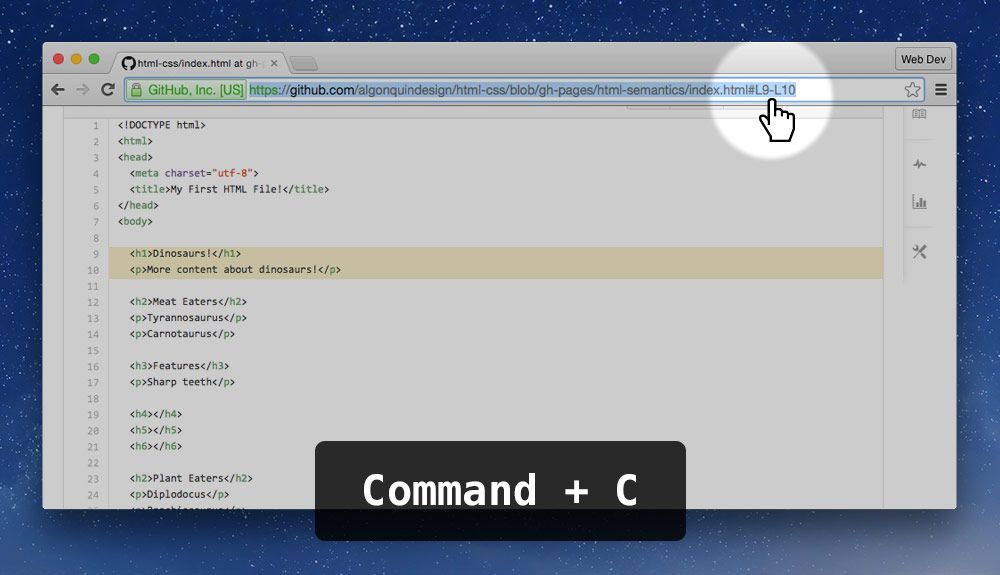 html-css/index.html at gh-
Web Dev
GitHub, Inc. [US] https://github.com/algonquindesign/html-css/blob/gh-pages/html-semantics/index.html#L9-L10
1 <!DOCTYPE html>
2 <html>
3 <head>
4 <meta charset="utf-8">
5 <title>My First HTML File!</title>
6 </head>
7 <body>
8
9 <h1>Dinosaurs!</h1>
10 <p>More content about dinosaurs!</p>
11
12 <h2>Meat Eaters</h2>
13 <p>Tyrannosaurus</p>
14 <p>Carnotaurus</p>
15
16 <h3>Features</h3>
17 <p>Sharp teeth</p>
18
19 <h4></h4>
20 <h5></h5>
21 <h6></h6>
22
23 <h2>Plant Eaters</h2>
24 <p>Diplodocus</p>
Command + C